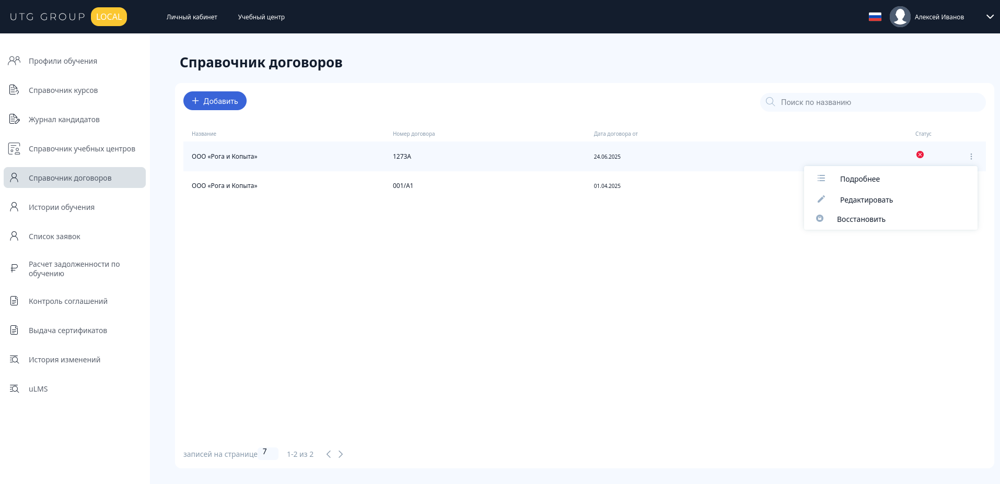 UTG GROUP LOCAL
Личный кабинет
Учебный центр
Алексей Иванов
Профили обучения
Справочник курсов
Журнал кандидатов
Справочник учебных центров
Справочник договоров
Истории обучения
Список заявок
Расчет задолженности по
обучению
Контроль соглашений
Выдача сертификатов
История изменений
uLMS
Справочник договоров
Добавить
Поиск по названию
Название Номер договора Дата договора от Статус
ООО «Рога и Копыта» 1273А 24.06.2025
ООО «Рога и Копыта» 001/А1 01.04.2025
Подробнее
Редактировать
Восстановить
записей на странице 7 1-2 из 2